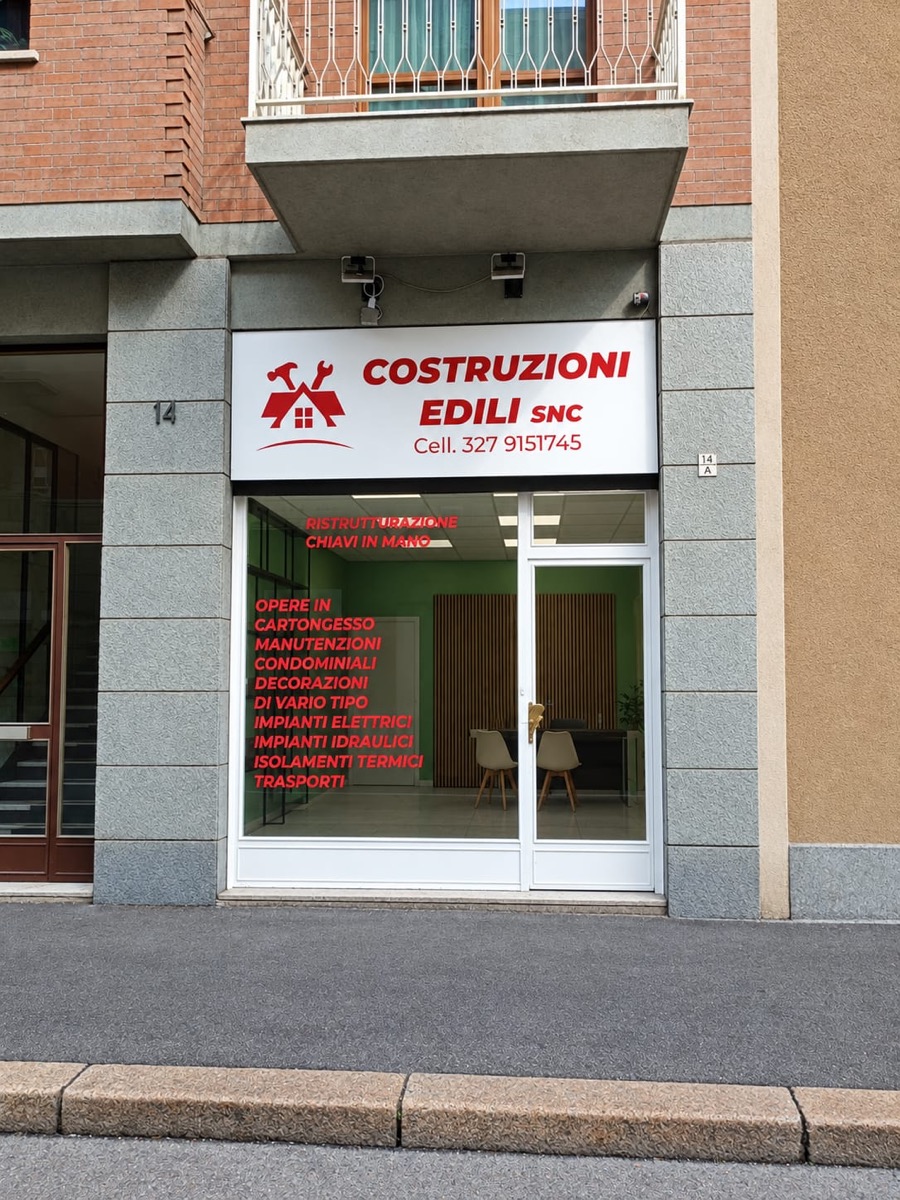 COSTRUZIONI
EDILI SNC
Cell. 327 9151745
14
14
A
RISTRUTTURAZIONE
CHIAVI IN MANO
OPERE IN
CARTONGESSO
MANUTENZIONI
CONDOMINIALI
DECORAZIONI
DI VARIO TIPO
IMPIANTI ELETTRICI
IMPIANTI IDRAULICI
ISOLAMENTI TERMICI
TRASPORTI